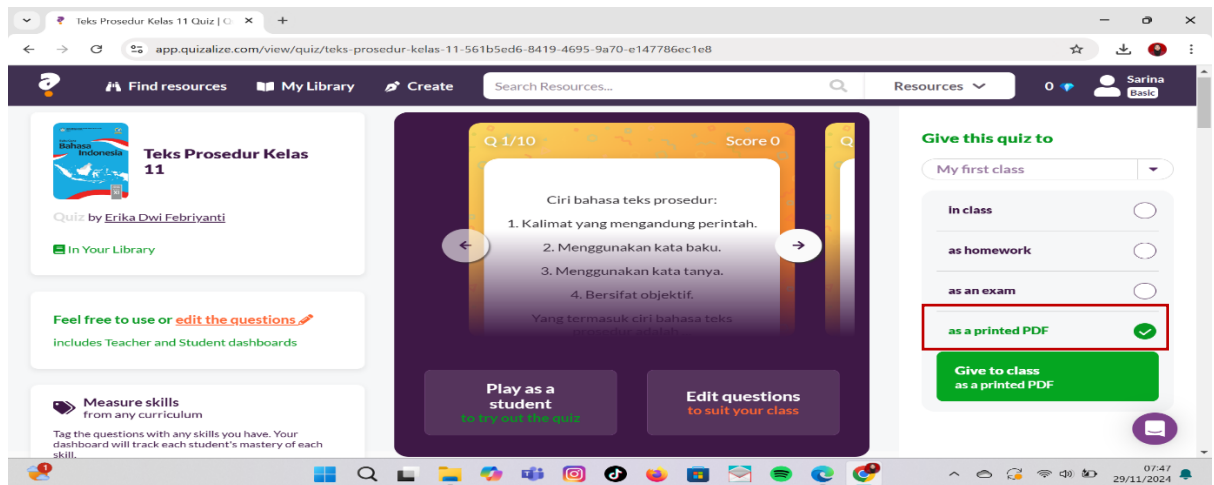 Teks Prosedur Kelas 11 Quiz | Q
app.quizalize.com/view/quiz/teks-prosedur-kelas-11-561b5ed6-8419-4695-9a70-e147786ec1e8
Find resources
My Library
Create
Search Resources...
Resources
0
Sarina
Basic
Bahasa
Indonesia
Teks Prosedur Kelas
11
Quiz by Erika Dwi Febriyanti
In Your Library
Feel free to use or edit the questions
includes Teacher and Student dashboards
Measure skills
from any curriculum
Tag the questions with any skills you have. Your
dashboard will track each student's mastery of each
skill.
Q 1/10
Score 0
Q
Ciri bahasa teks prosedur:
1. Kalimat yang mengandung perintah.
2. Menggunakan kata baku.
3. Menggunakan kata tanya.
4. Bersifat objektif.
Yang termasuk ciri bahasa teks
prosedur adalah
Play as a
student
to try out the quiz
Edit questions
to suit your class
Give this quiz to
My first class
in class
as homework
as an exam
as a printed PDF
Give to class
as a printed PDF
1
07:47
29/11/2024